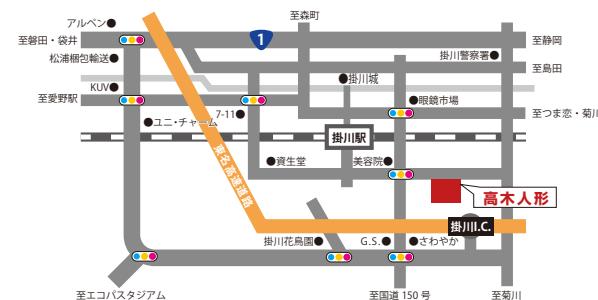 至森町
アルペン
至磐田・袋井
1
至静岡
松浦梱包輸送
掛川警察署
至島田
KUV
掛川城
至愛野駅
眼鏡市場
7-11
至つま恋・菊川
ユニ・チャーム
掛川駅
東名高速道路
資生堂
美容院
高木人形
掛川I.C.
掛川花鳥園
G.S.
さわやか
至エコパスタジアム
至国道150号
至菊川